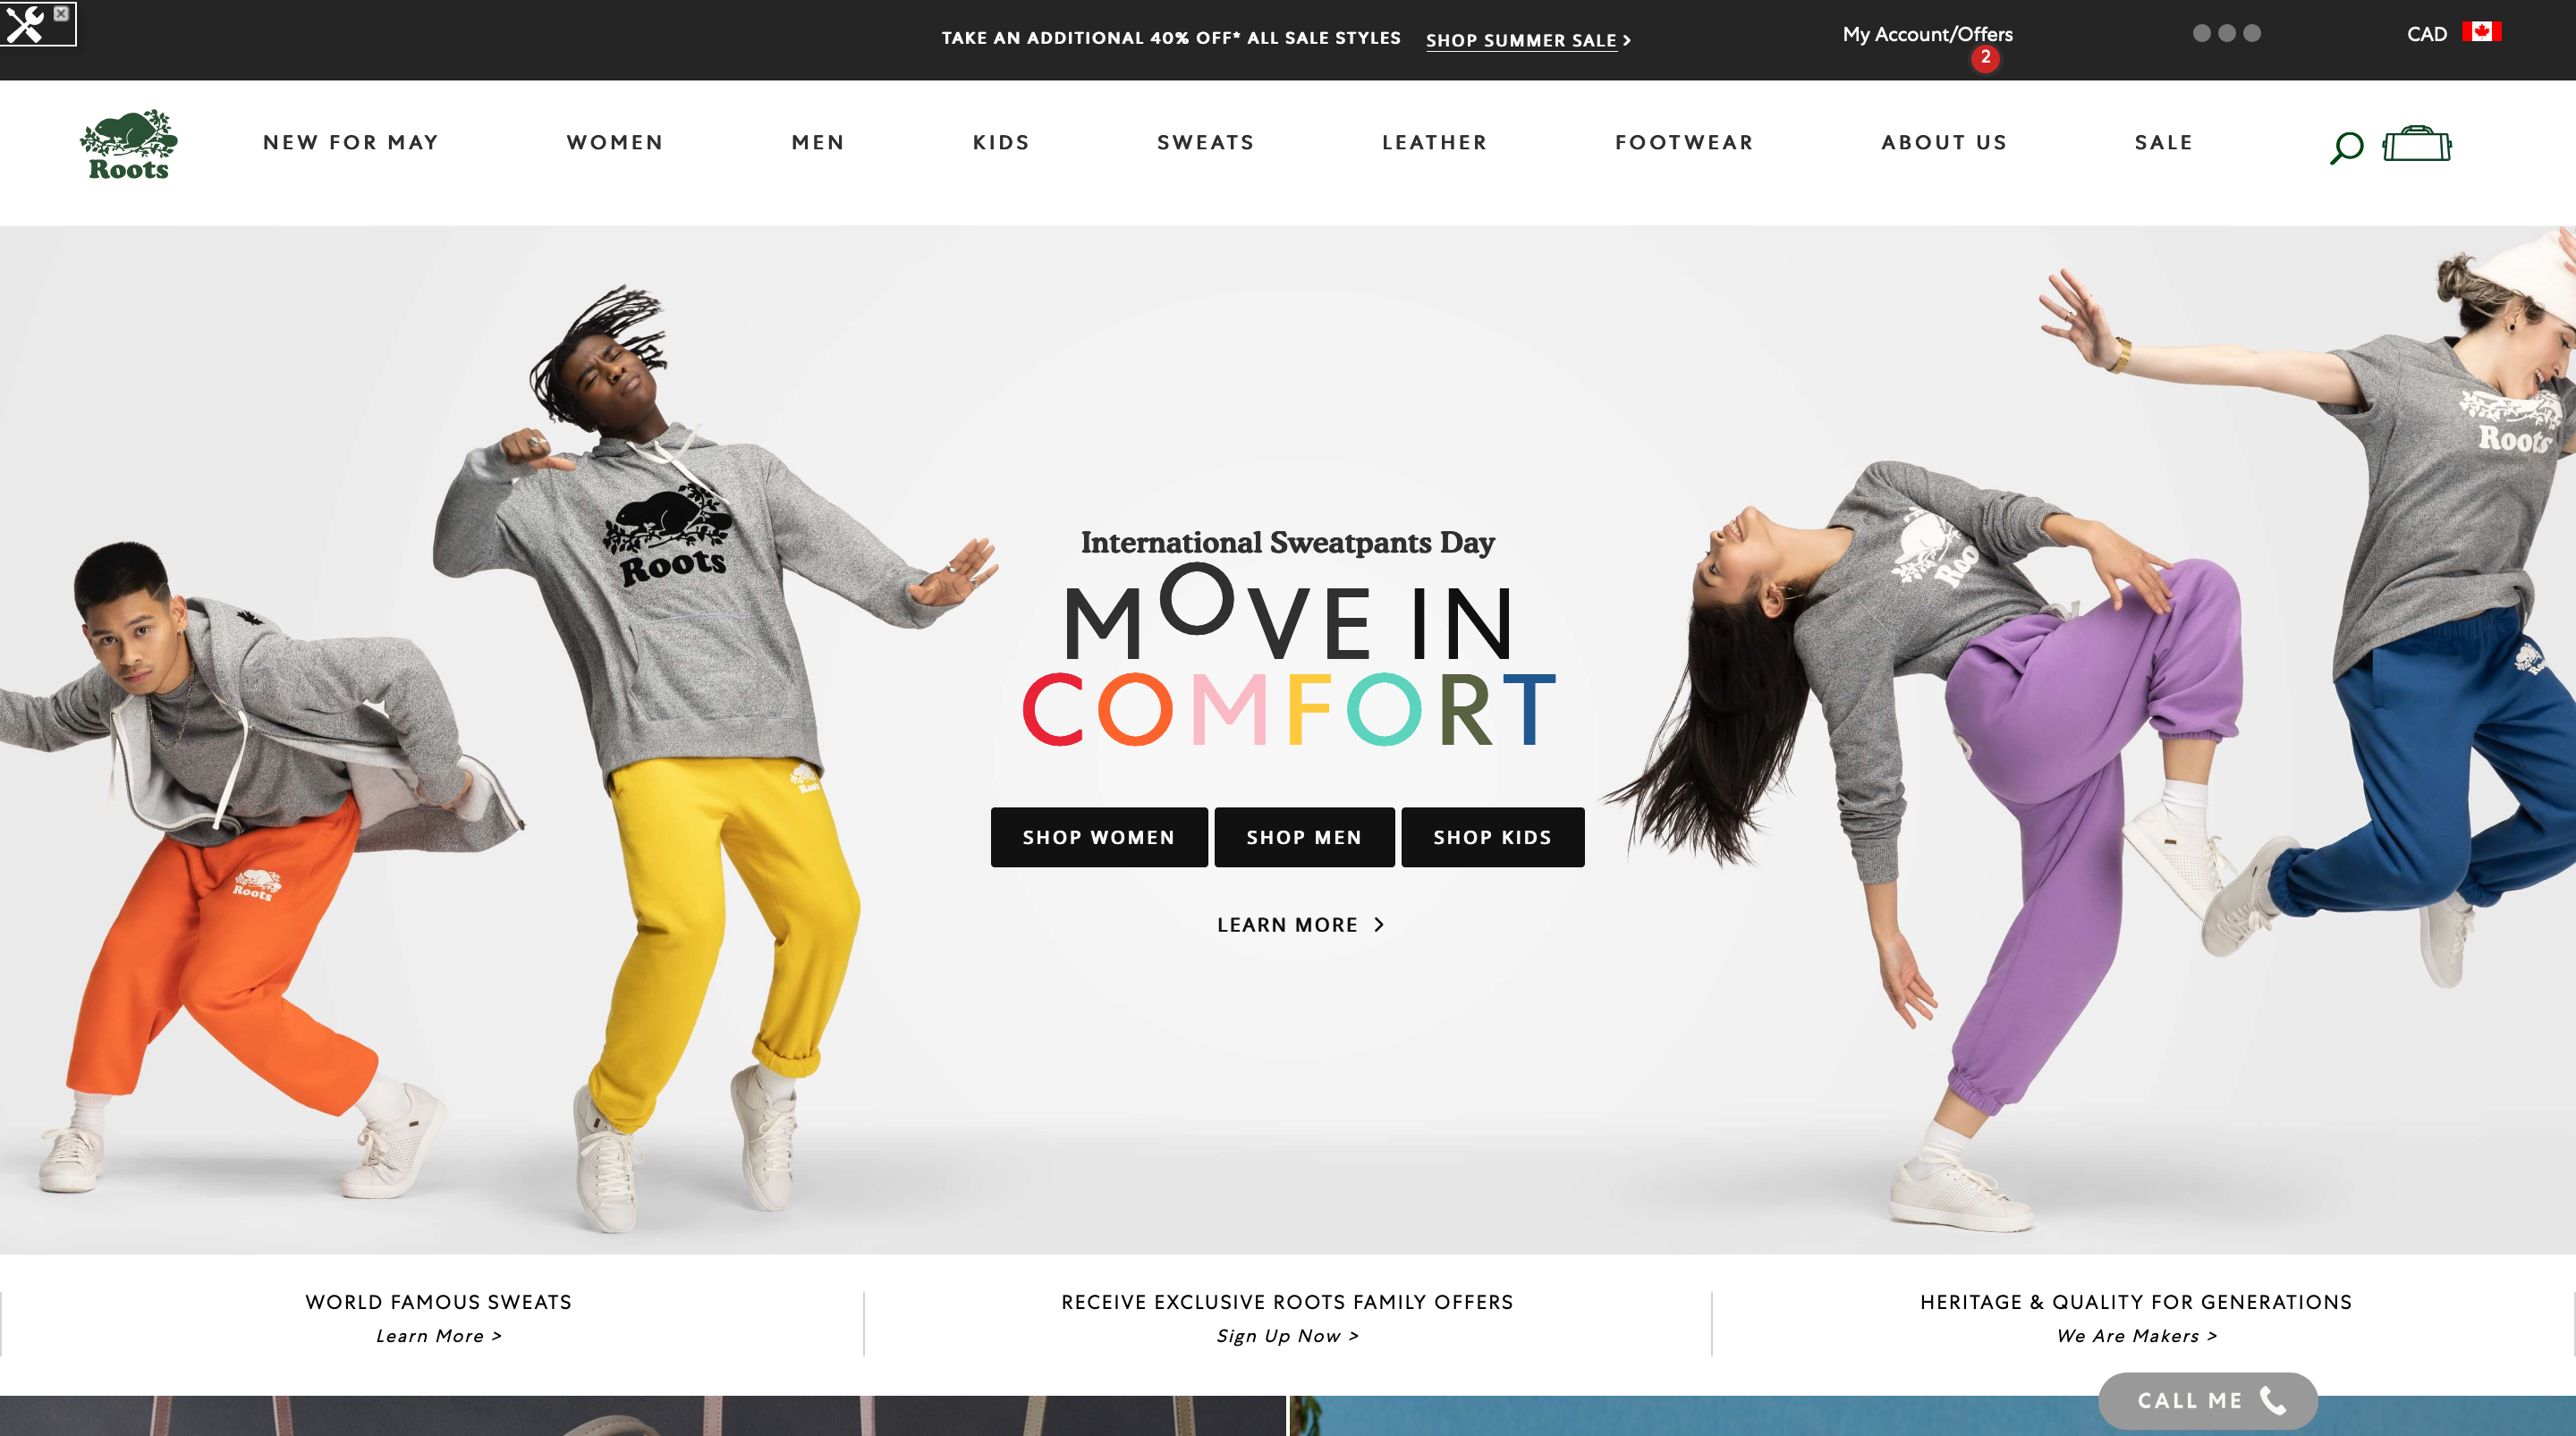 TAKE AN ADDITIONAL 40% OFF* ALL SALE STYLES SHOP SUMMER SALE >
My Account/Offers
2
CAD
Roots
NEW FOR MAY
WOMEN
MEN
KIDS
SWEATS
LEATHER
FOOTWEAR
ABOUT US
SALE
Roots
Roots
Roots
Roots
Roo
International Sweatpants Day
MOVE IN
COMFORT
SHOP WOMEN
SHOP MEN
SHOP KIDS
LEARN MORE >
WORLD FAMOUS SWEATS
Learn More >
RECEIVE EXCLUSIVE ROOTS FAMILY OFFERS
Sign Up Now >
HERITAGE & QUALITY FOR GENERATIONS
We Are Makers >
CALL ME